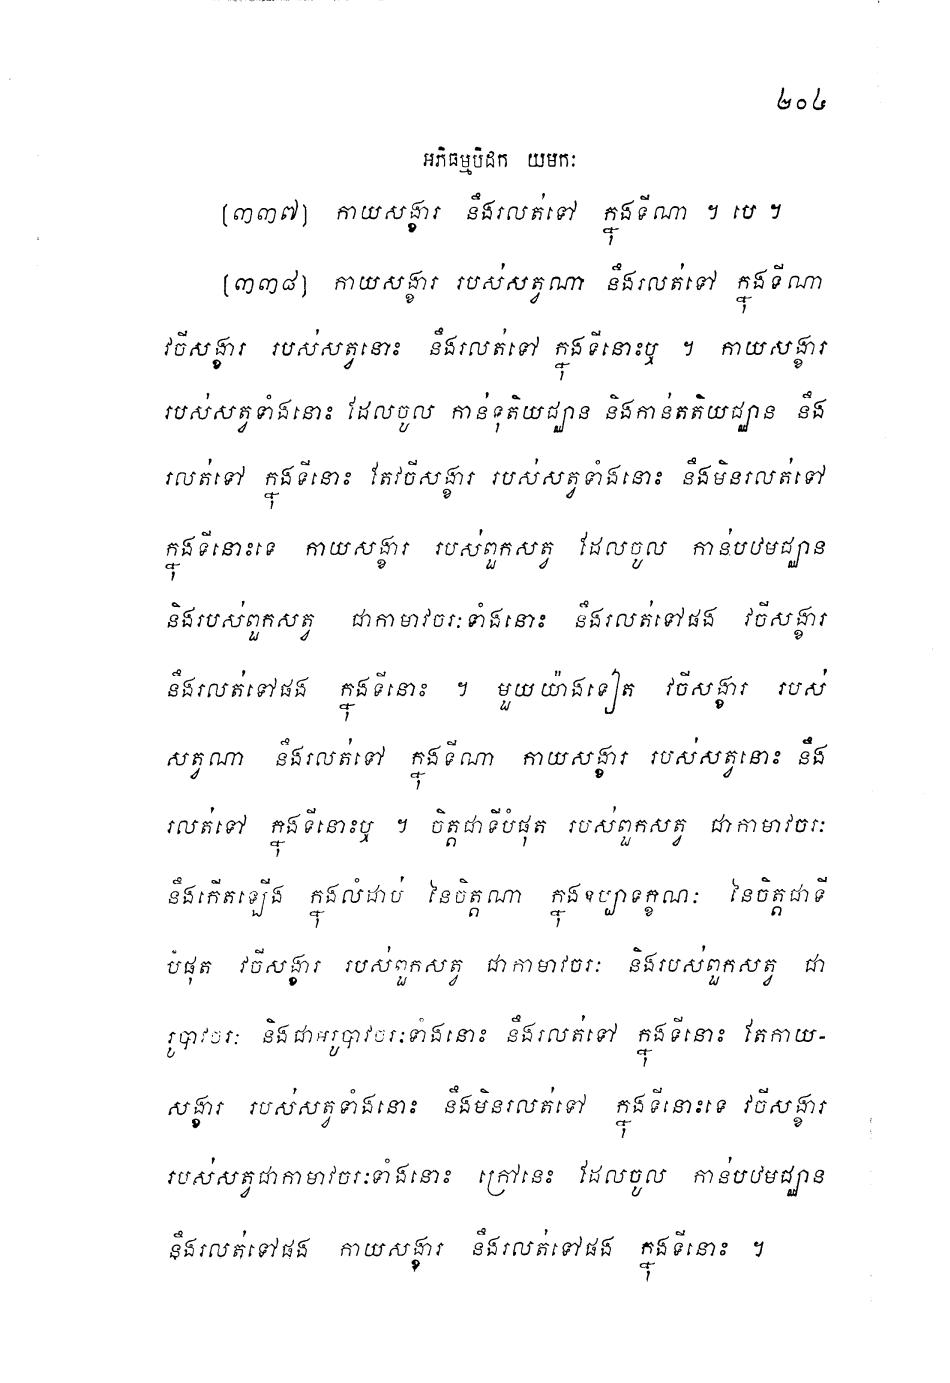 ២០៤
អភិធម្មបិដក យមកៈ
(៣៣៧) កាយសង្ខារ នឹងរលត់ទៅ ក្នុងទីណា ។ បេ ។
(៣៣៨) កាយសង្ខារ របស់សត្វណា នឹងរលត់ទៅ ក្នុងទីណា
វចីសង្ខារ របស់សត្វនោះ នឹងរលត់ទៅ ក្នុងទីនោះឬ ។ កាយសង្ខារ
របស់សត្វទាំងនោះ ដែលចូល កាន់ទុតិយជ្ឈាន និងកាន់តតិយជ្ឈាន នឹង
រលត់ទៅ ក្នុងទីនោះ តែវចីសង្ខារ របស់សត្វទាំងនោះ នឹងមិនរលត់ទៅ
ក្នុងទីនោះទេ កាយសង្ខារ របស់ពួកសត្វ ដែលចូល កាន់បឋមជ្ឈាន
និងរបស់ពួកសត្វ ជាកាមាវចរៈទាំងនោះ នឹងរលត់ទៅផង វចីសង្ខារ
នឹងរលត់ទៅផង ក្នុងទីនោះ ។ មួយយ៉ាងទៀត វចីសង្ខារ របស់
សត្វណា នឹងរលត់ទៅ ក្នុងទីណា កាយសង្ខារ របស់សត្វនោះ នឹង
រលត់ទៅ ក្នុងទីនោះឬ ។ ចិត្តជាទីបំផុត របស់ពួកសត្វ ជាកាមាវចរៈ
នឹងកើតឡើង ក្នុងលំដាប់ នៃចិត្តណា ក្នុងឧប្បាទក្ខណៈ នៃចិត្តជាទី
បំផុត វចីសង្ខារ របស់ពួកសត្វ ជាកាមាវចរៈ និងរបស់ពួកសត្វ ជា
រូបាវចរៈ និងជាអរូបាវចរៈទាំងនោះ នឹងរលត់ទៅ ក្នុងទីនោះ តែកាយ-
សង្ខារ របស់សត្វទាំងនោះ នឹងមិនរលត់ទៅ ក្នុងទីនោះទេ វចីសង្ខារ
របស់សត្វជាកាមាវចរៈទាំងនោះ ក្រៅនេះ ដែលចូល កាន់បឋមជ្ឈាន
នឹងរលត់ទៅផង កាយសង្ខារ នឹងរលត់ទៅផង ក្នុងទីនោះ ។